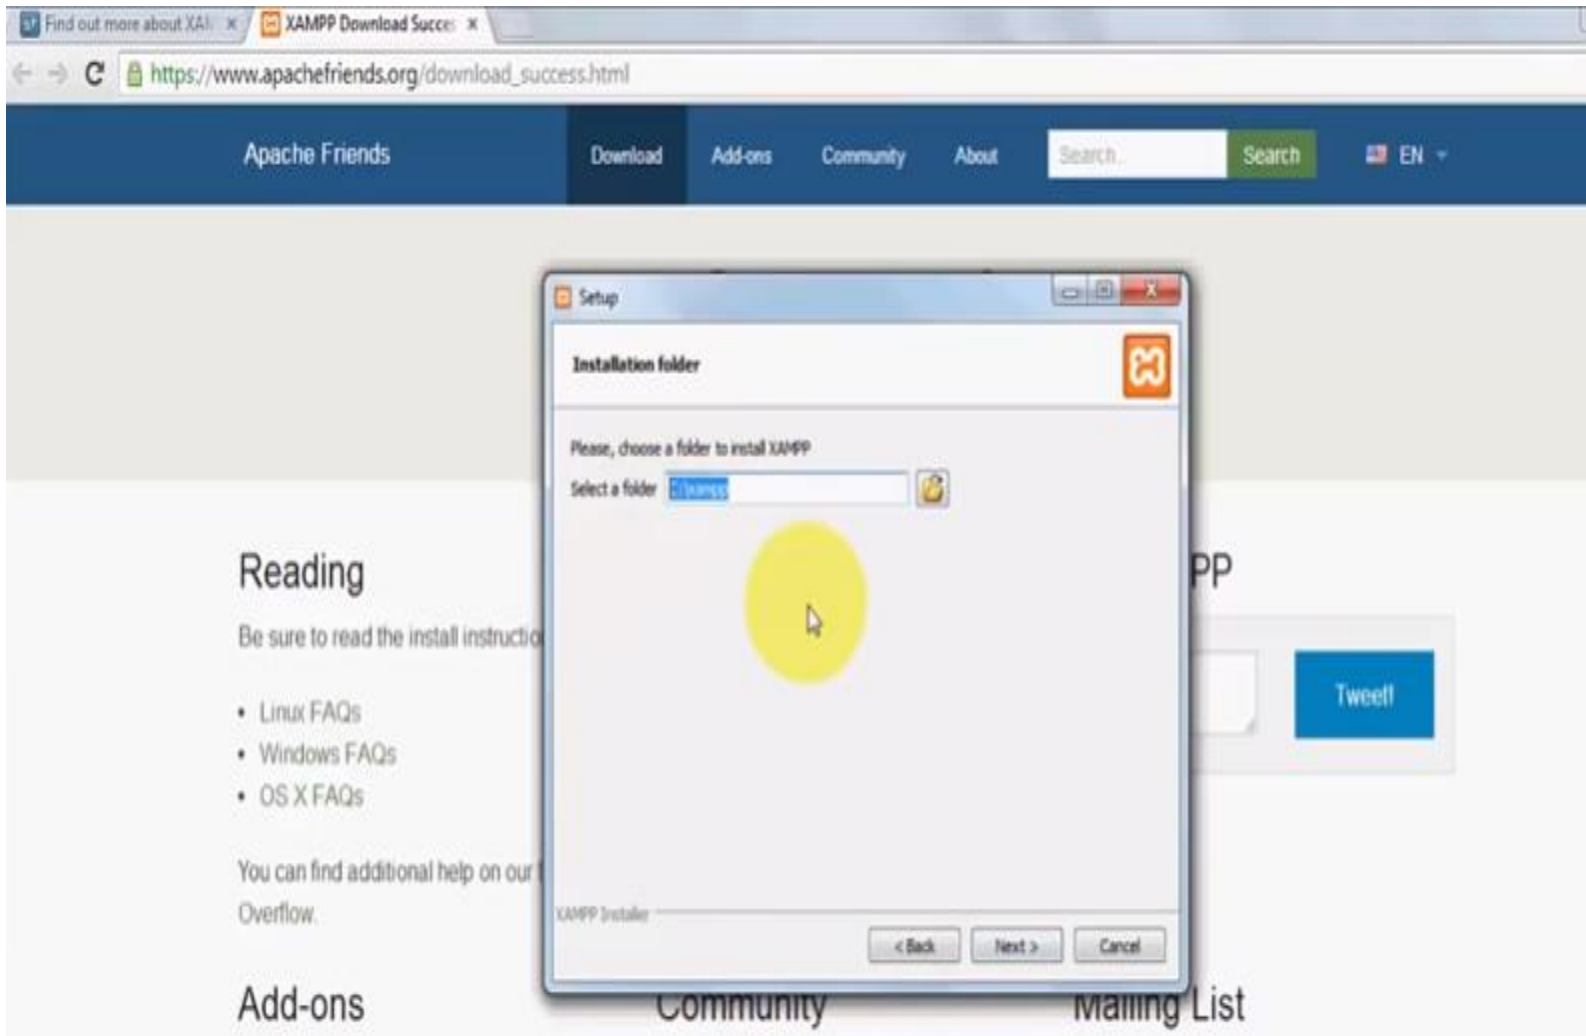 Find out more about XA
XAMPP Download Succe
https://www.apachefriends.org/download_success.html
Apache Friends
Download
Add-ons
Community
About
Search
Search
EN
Setup
Installation folder
Please, choose a folder to install XAMPP
Select a folder
XAMPP Installer
< Back
Next >
Cancel
Reading
PP
Be sure to read the install instructio
• Linux FAQs
• Windows FAQs
• OS X FAQs
Tweet!
You can find additional help on our
Overflow.
Add-ons
Community
Mailing List